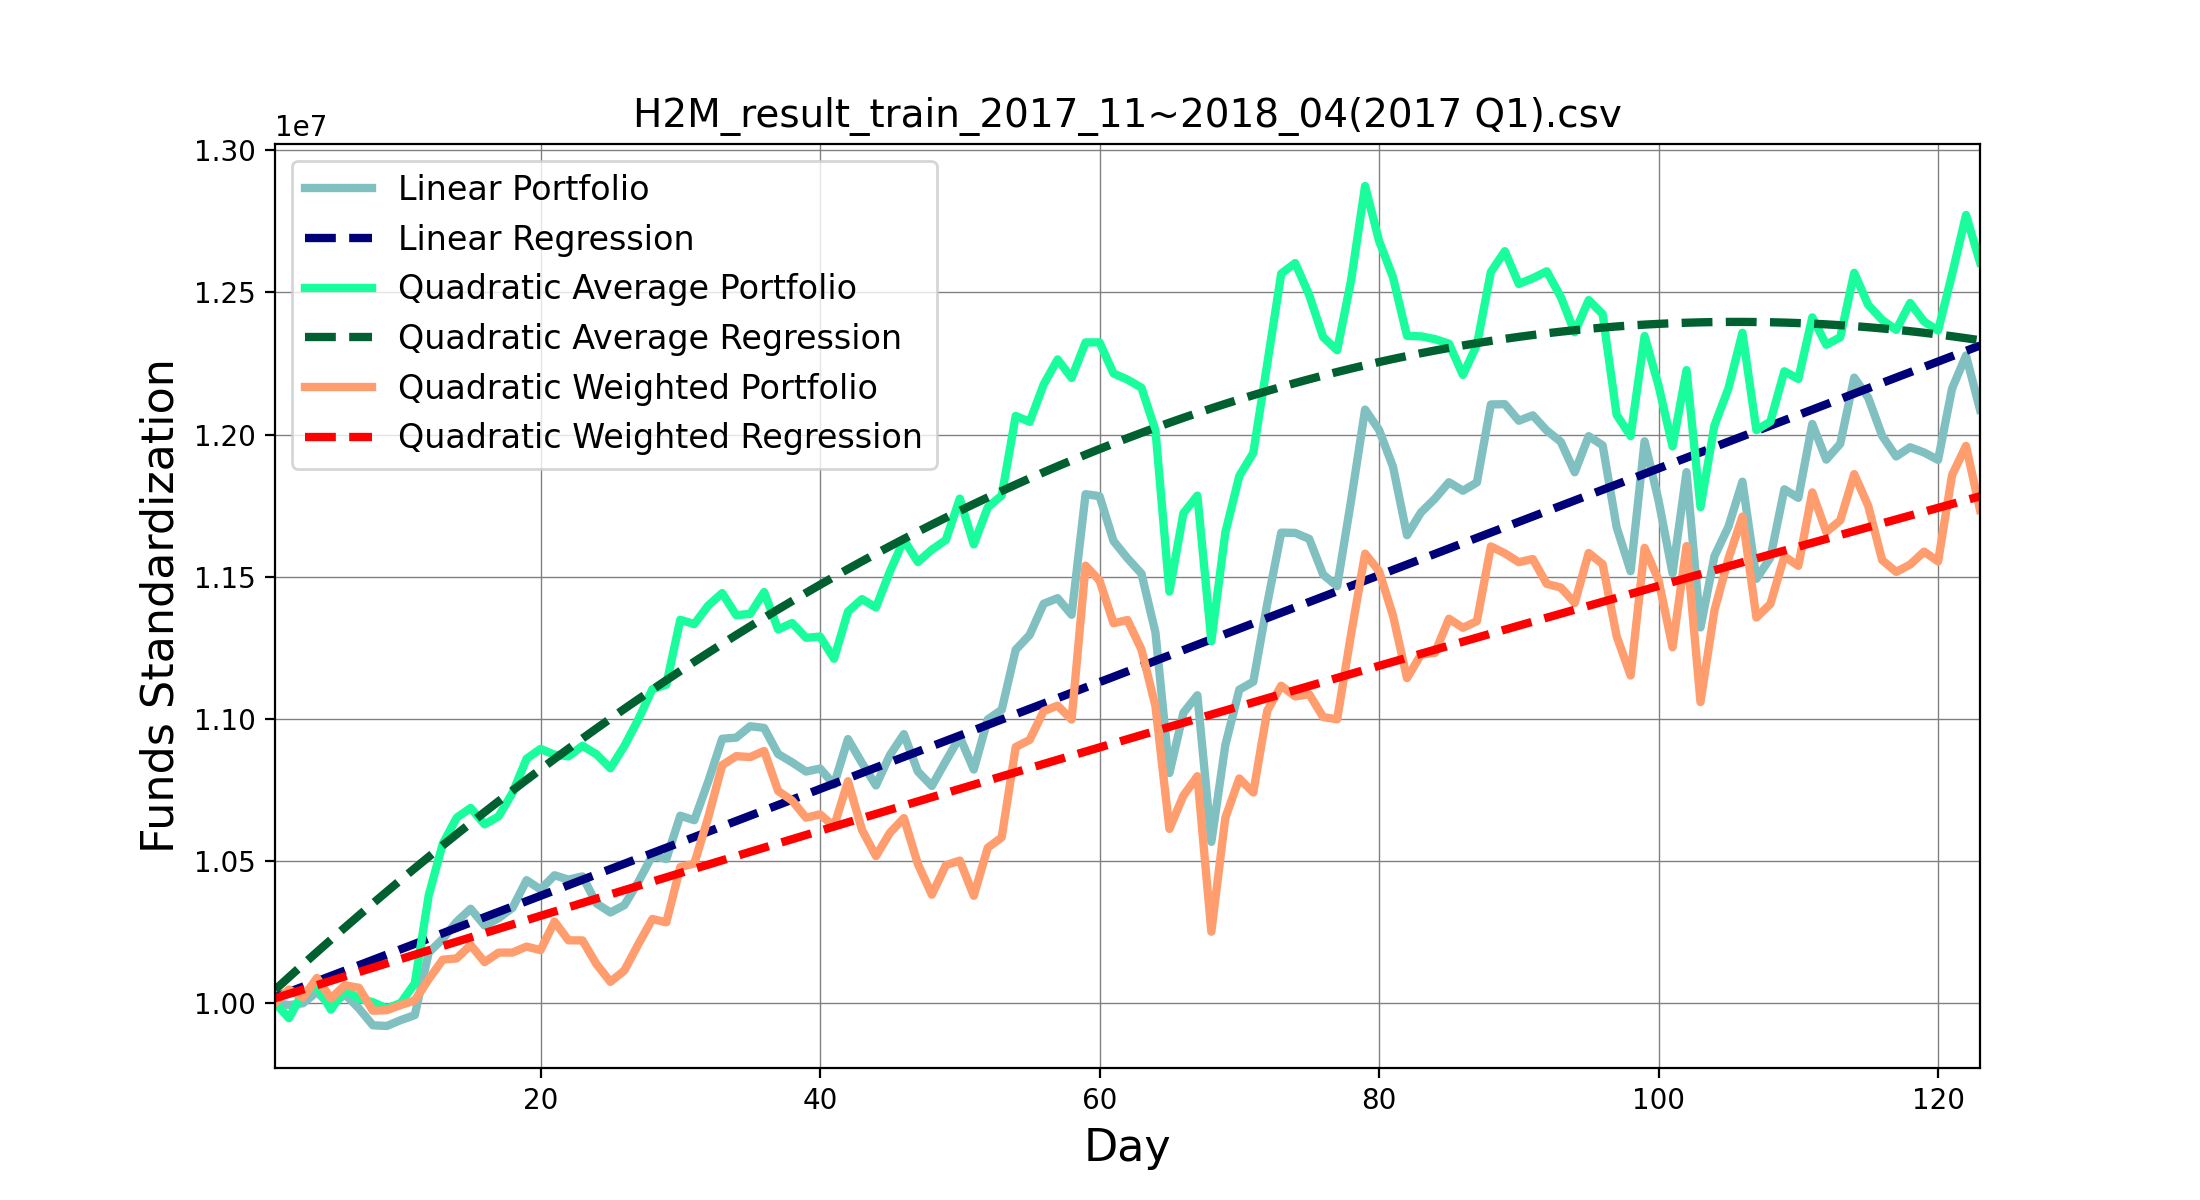 H2M_result_train_2017_11~2018_04(2017 Q1).csv
1e7
1.30
1.25
1.20
1.15
1.10
1.05
1.00
Funds Standardization
Linear Portfolio
Linear Regression
Quadratic Average Portfolio
Quadratic Average Regression
Quadratic Weighted Portfolio
Quadratic Weighted Regression
20 40 60 80 100 120
Day